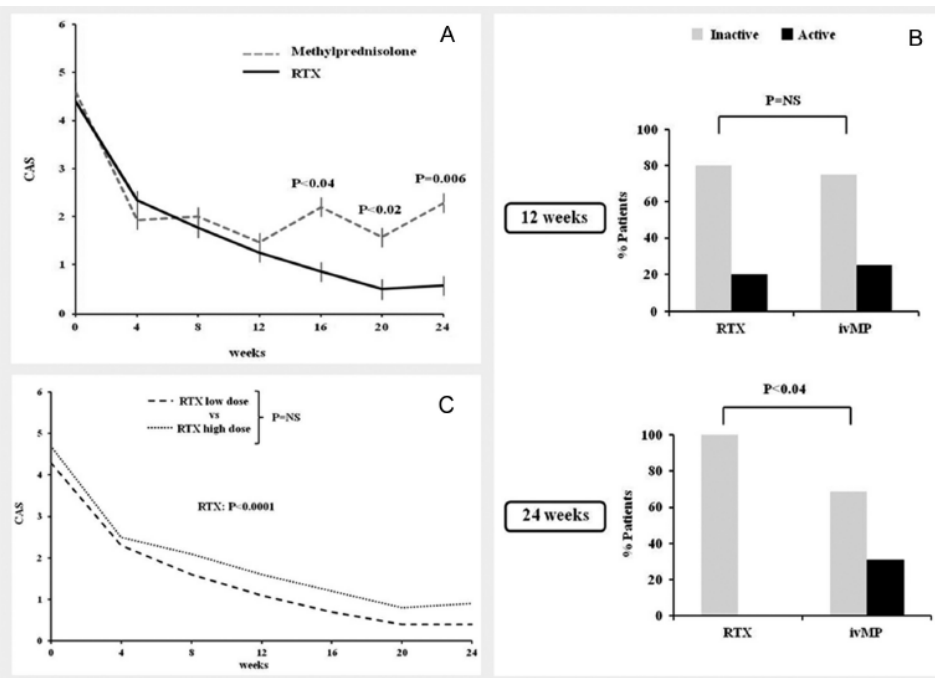 A
Methylprednisolone
RTX
6
5
4
3
2
1
0
CAS
P<0.04
P<0.02
P=0.006
0 4 8 12 16 20 24
weeks
B
Inactive Active
P=NS
12 weeks
100
80
60
40
20
0
% Patients
RTX ivMP
P<0.04
24 weeks
100
80
60
40
20
0
% Patients
RTX ivMP
C
RTX low dose
vs
RTX high dose
P=NS
6
5
4
3
2
1
0
CAS
RTX: P<0.0001
0 4 8 12 16 20 24
weeks